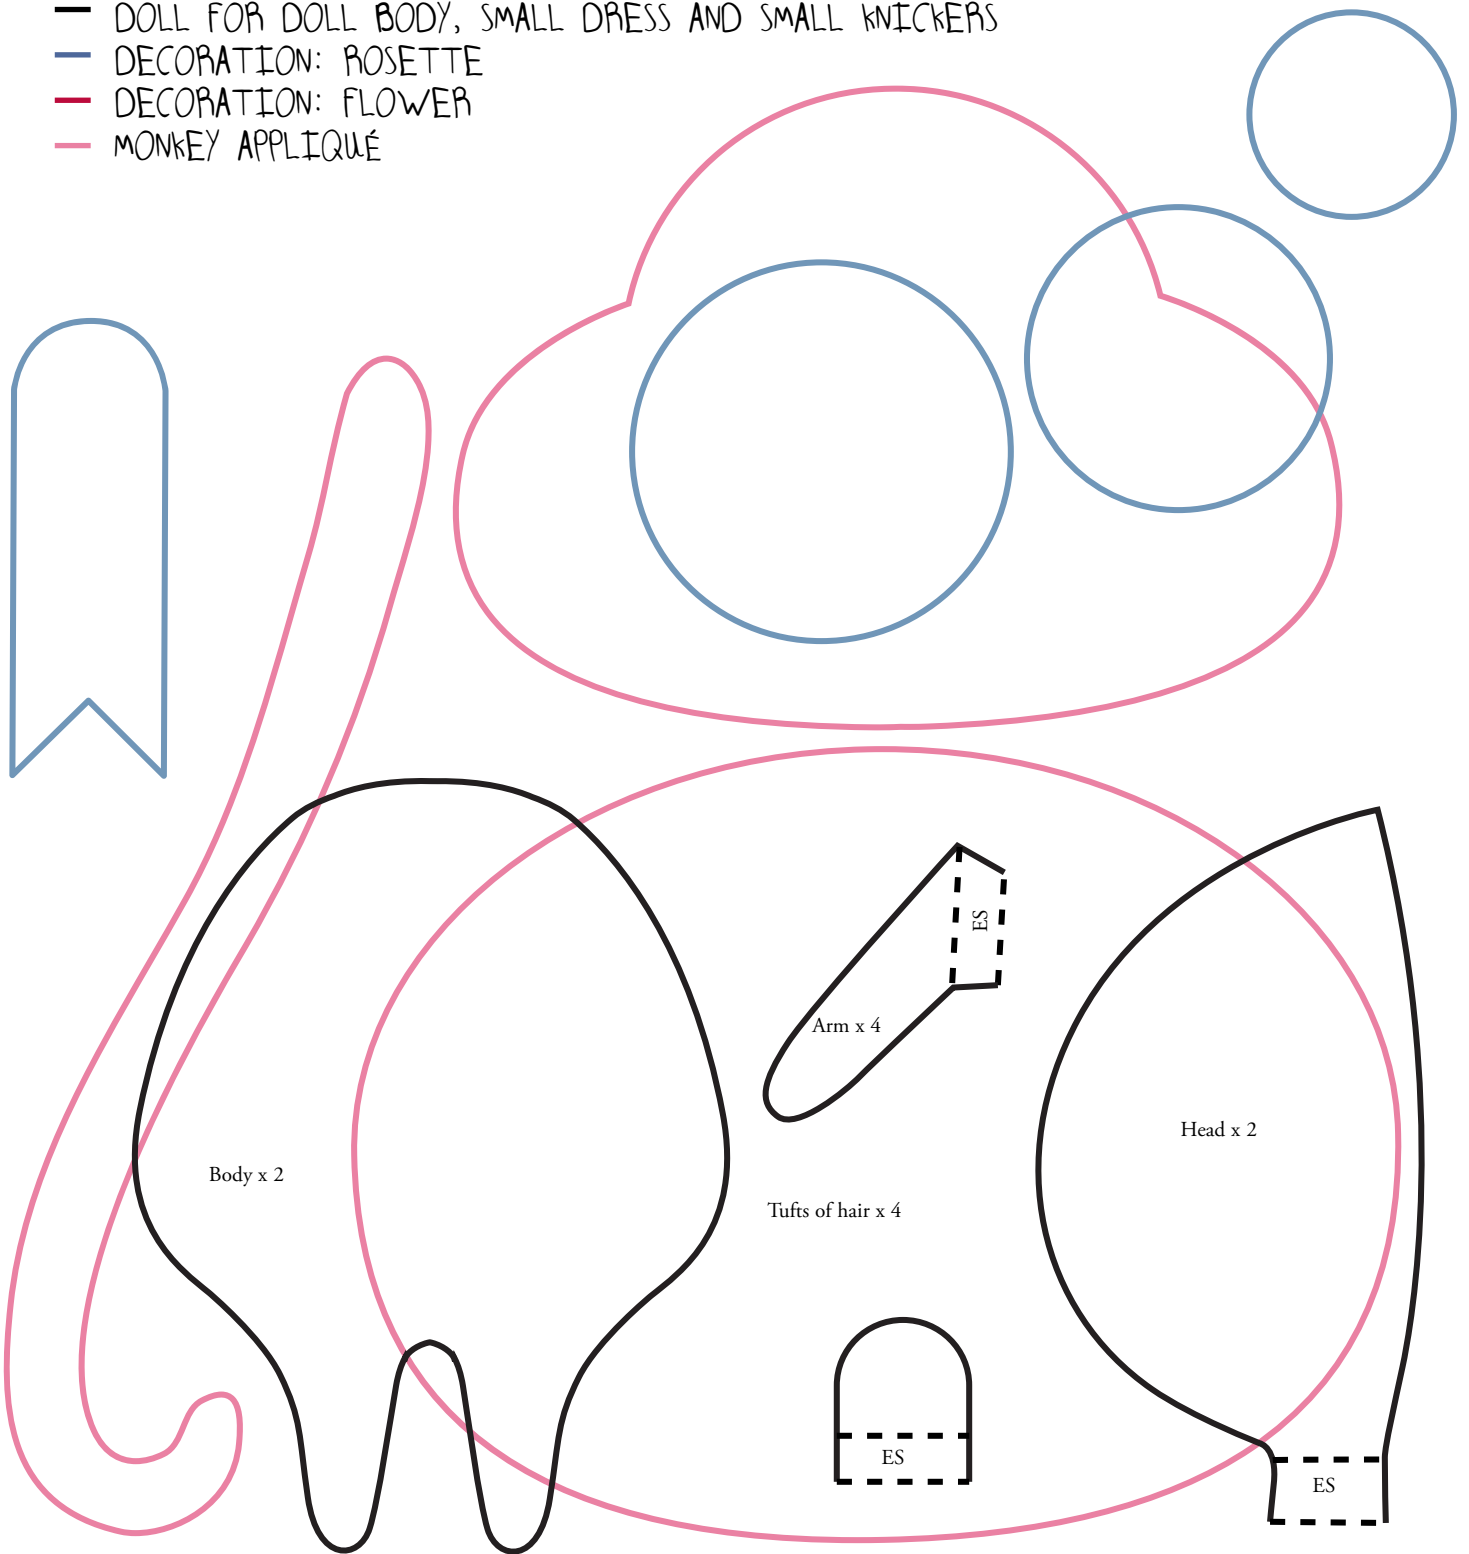 DOLL FOR DOLL BODY, SMALL DRESS AND SMALL KNICKERS
DECORATION: ROSETTE
DECORATION: FLOWER
MONKEY APPLIQUÉ
ES
Arm x 4
Head x 2
Body x 2
Tufts of hair x 4
ES
ES